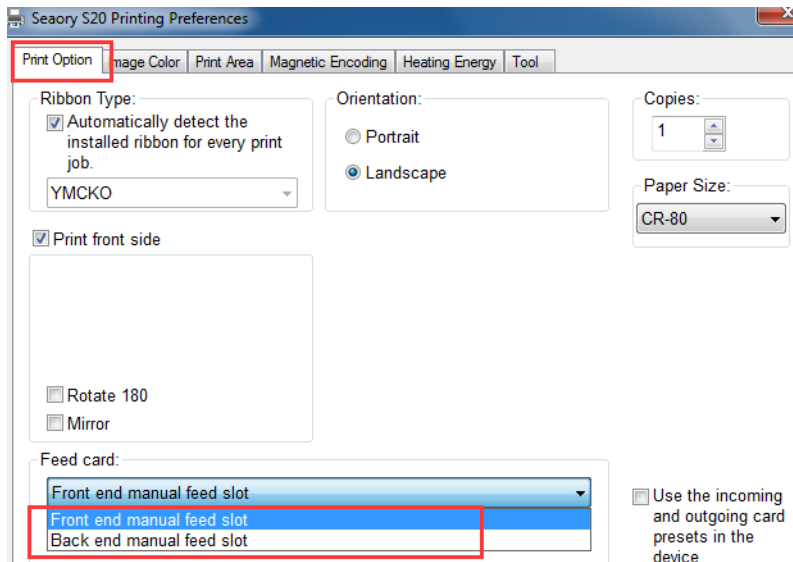 Seaory S20 Printing Preferences
Print Option
mage Color
Print Area
Magnetic Encoding
Heating Energy
Tool
Ribbon Type:
Automatically detect the
installed ribbon for every print
job.
YMCKO
Orientation:
Portrait
Landscape
Copies:
1
Paper Size:
CR-80
Print front side
Rotate 180
Mirror
Feed card:
Front end manual feed slot
Front end manual feed slot
Back end manual feed slot
Use the incoming
and outgoing card
presets in the
device